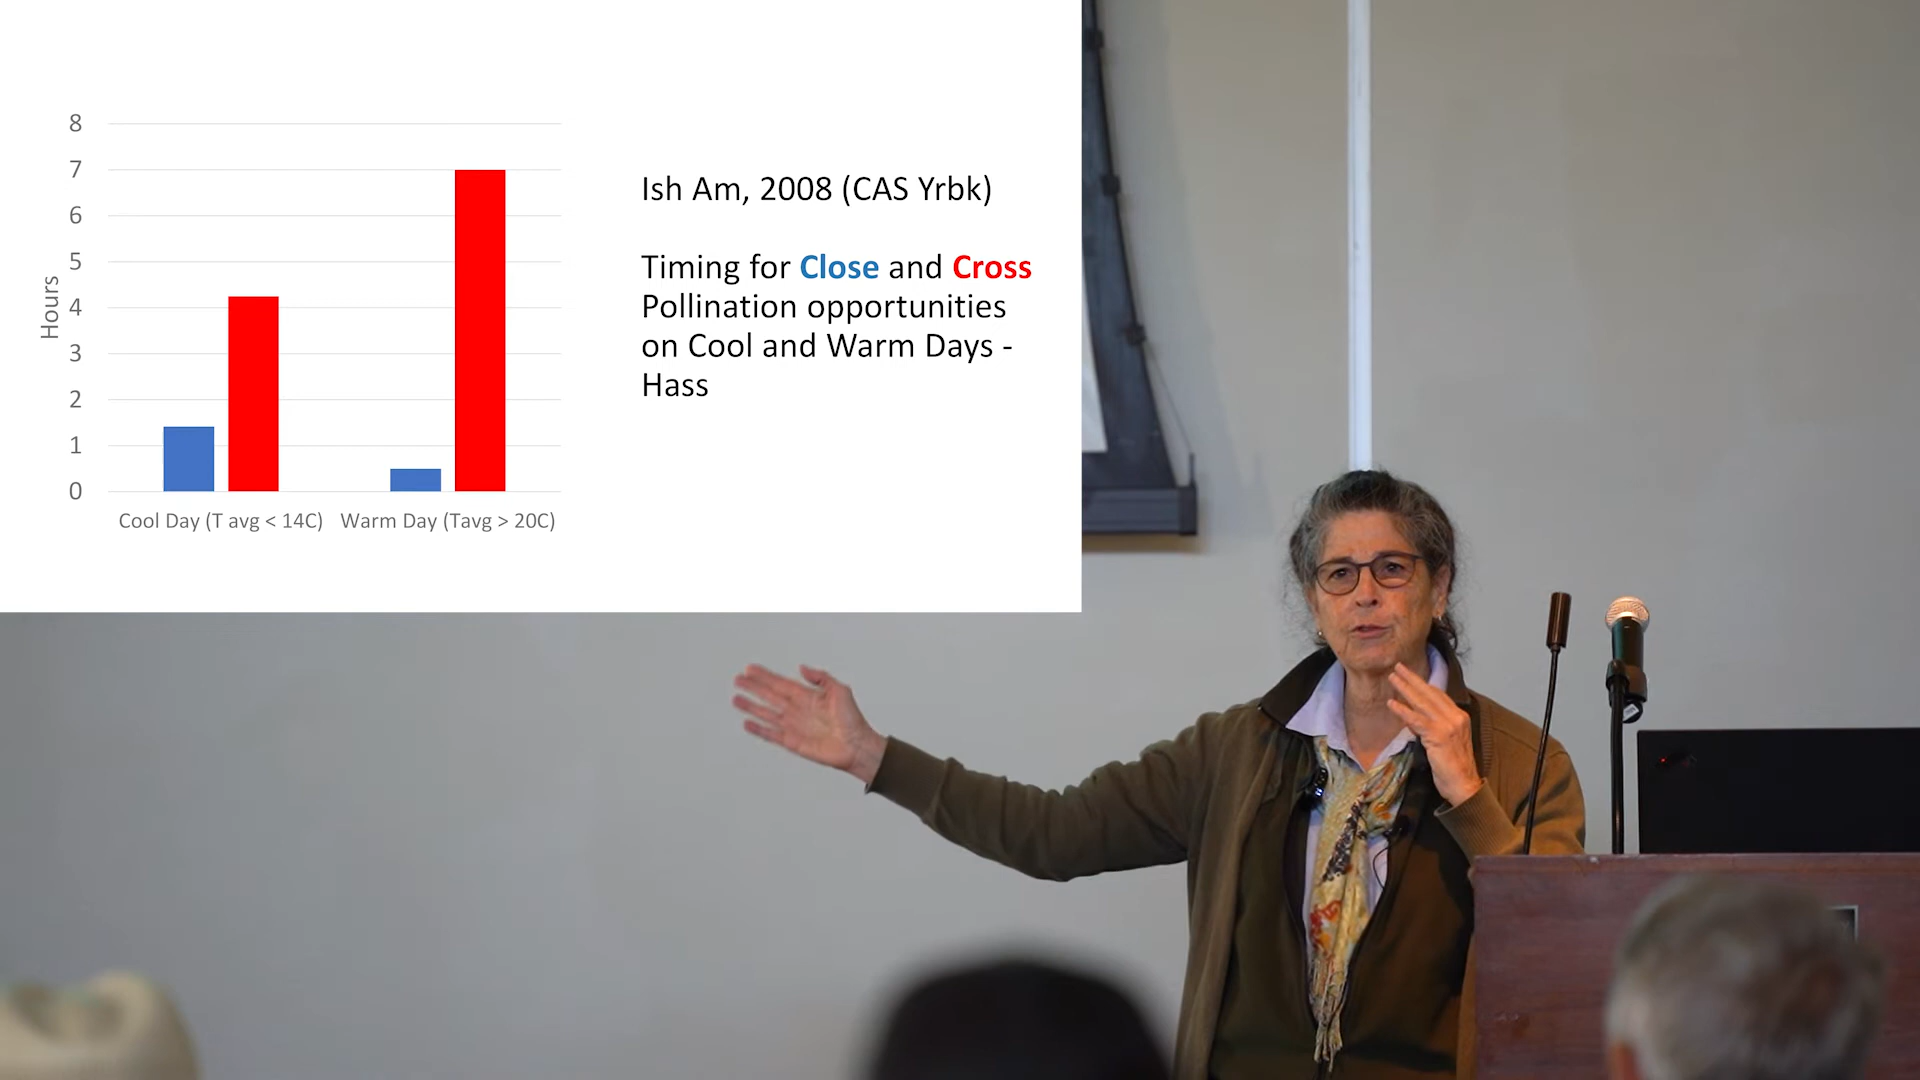 8
7
6
5
4
3
2
1
0
Hours
Cool Day (T avg < 14C)
Warm Day (Tavg > 20C)
Ish Am, 2008 (CAS Yrbk)
Timing for Close and Cross
Pollination opportunities
on Cool and Warm Days -
Hass